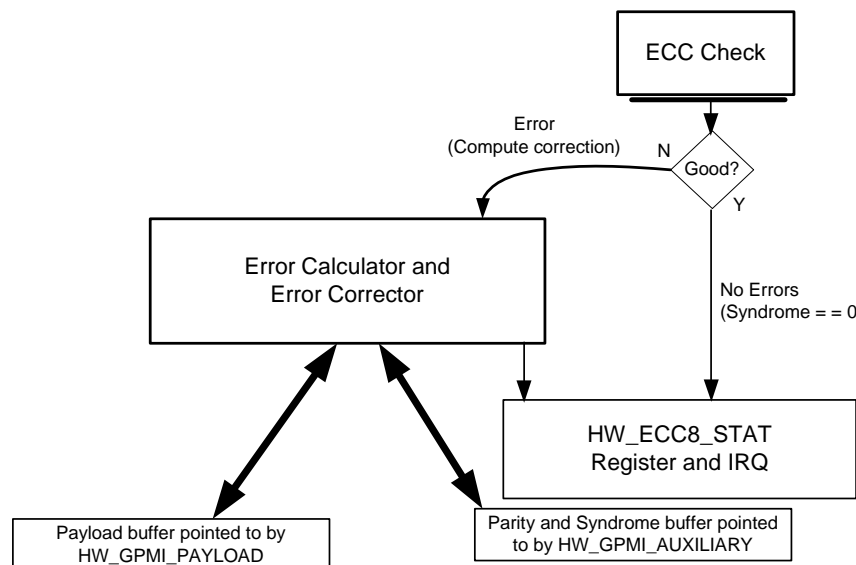 ECC Check
Error
(Compute correction)
N
Good?
Y
Error Calculator and
Error Corrector
No Errors
(Syndrome = = 0
HW_ECC8_STAT
Register and IRQ
Payload buffer pointed to by
HW_GPMI_PAYLOAD
Parity and Syndrome buffer pointed
to by HW_GPMI_AUXILIARY